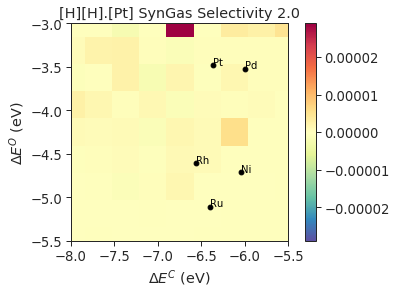 [H][H].[Pt] SynGas Selectivity 2.0
−3.0
−3.5
−4.0
−4.5
−5.0
−5.5
ΔE^O (eV)
Pt
Pd
Rh
Ni
Ru
−8.0 −7.5 −7.0 −6.5 −6.0 −5.5
ΔE^C (eV)
0.00002
0.00001
0.00000
−0.00001
−0.00002